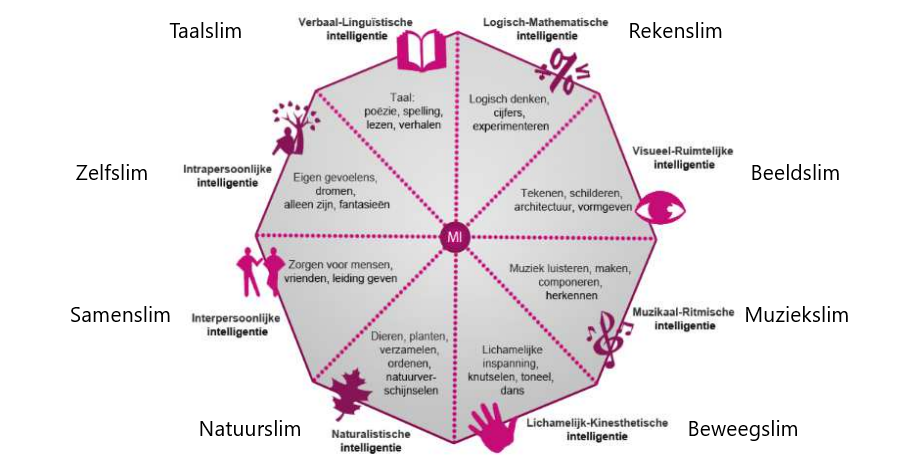 Taalslim
Verbaal-Linguïstische
intelligentie
Logisch-Mathematische
intelligentie
Rekenslim
Taal:
poëzie, spelling,
lezen, verhalen
Logisch denken,
cijfers,
experimenteren
Zelfslim
Intrapersoonlijke
intelligentie
Eigen gevoelens,
dromen,
alleen zijn, fantasieën
Tekenen, schilderen,
architectuur, vormgeven
Visueel-Ruimtelijke
intelligentie
Beeldslim
MI
Samenslim
Interpersoonlijke
intelligentie
Zorgen voor mensen,
vrienden, leiding geven
Muziek luisteren, maken,
componeren,
herkennen
Muzikaal-Ritmische
intelligentie
Muziekslim
Dieren, planten,
verzamelen,
ordenen,
natuurver-
schijnselen
Lichamelijke
inspanning,
knutselen, toneel,
dans
Natuurslim
Naturalistische
intelligentie
Lichamelijk-Kinesthetische
intelligentie
Beweegslim